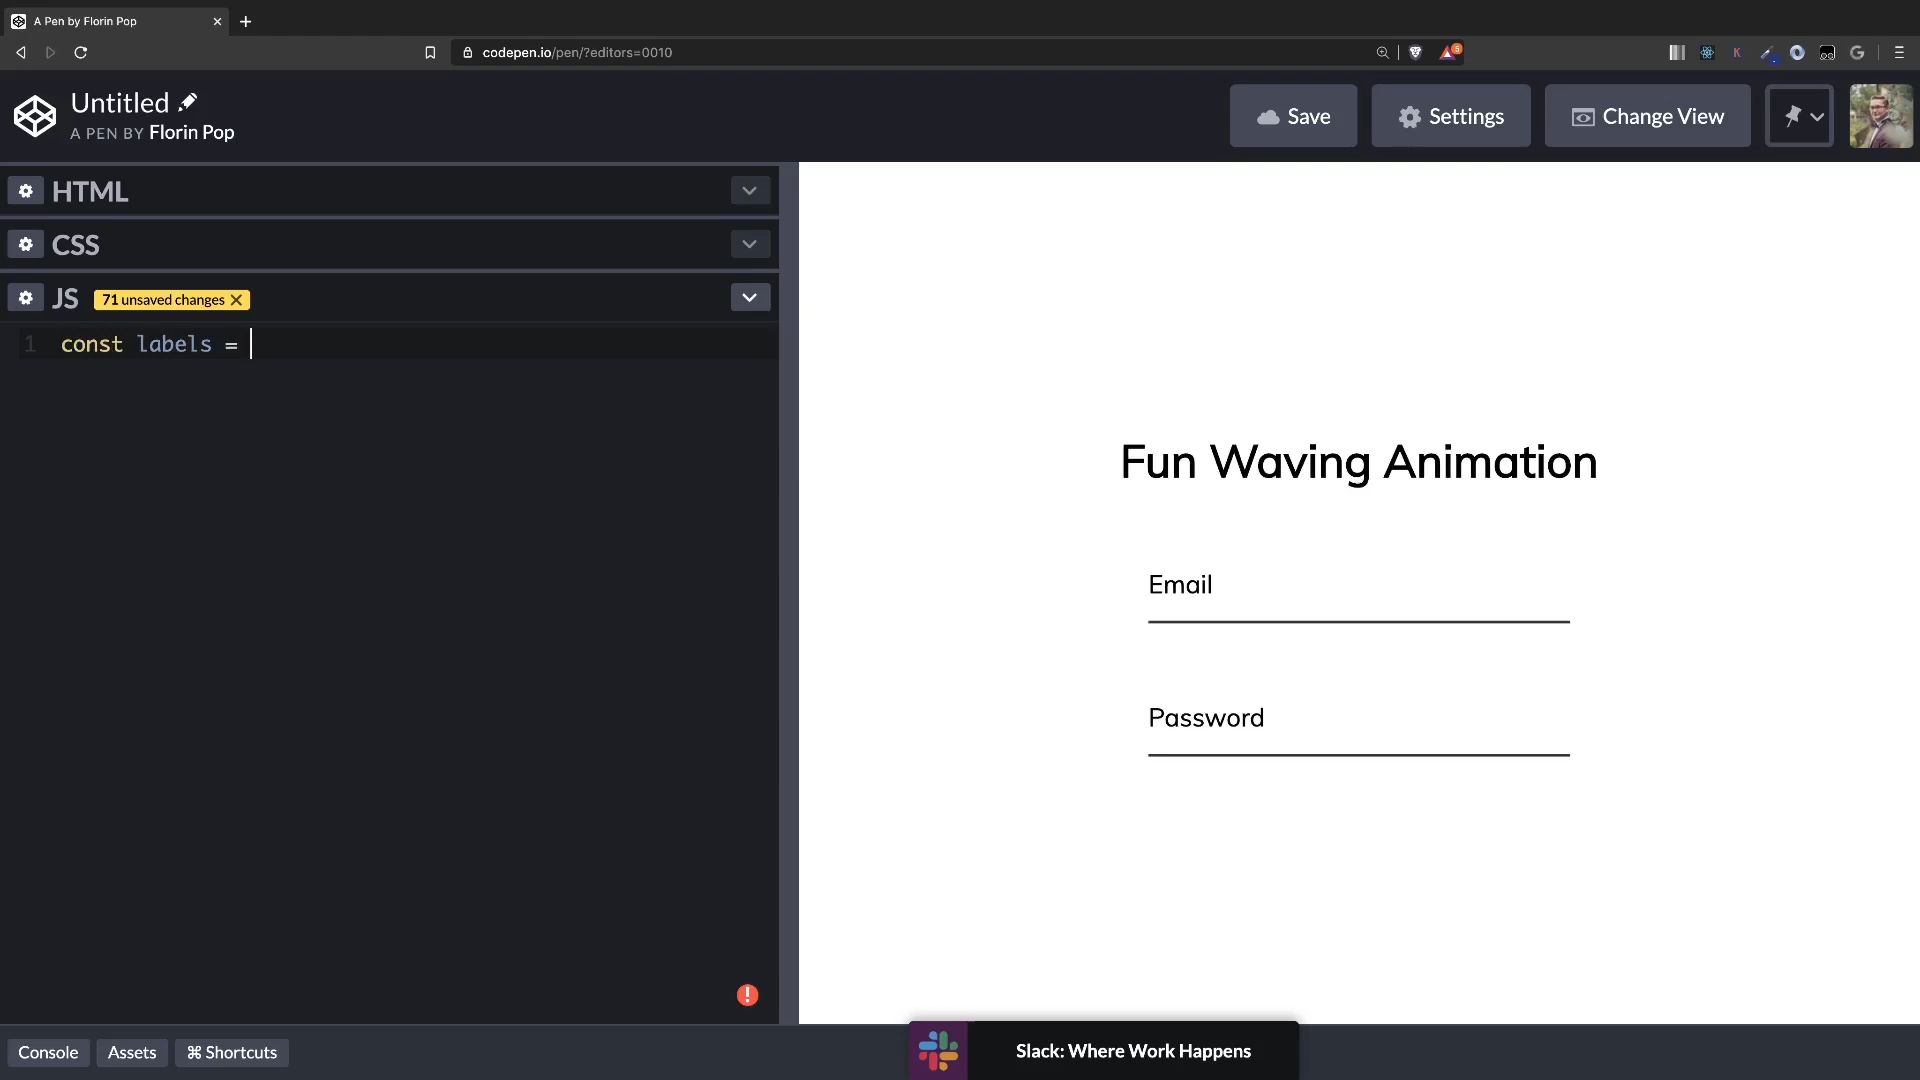 A Pen by Florin Pop
codepen.io/pen/?editors=0010
5
K
G
Untitled
A PEN BY Florin Pop
Save
Settings
Change View
HTML
CSS
JS
71 unsaved changes
1 const labels =
Fun Waving Animation
Email
Password
Console
Assets
⌘ Shortcuts
Slack: Where Work Happens